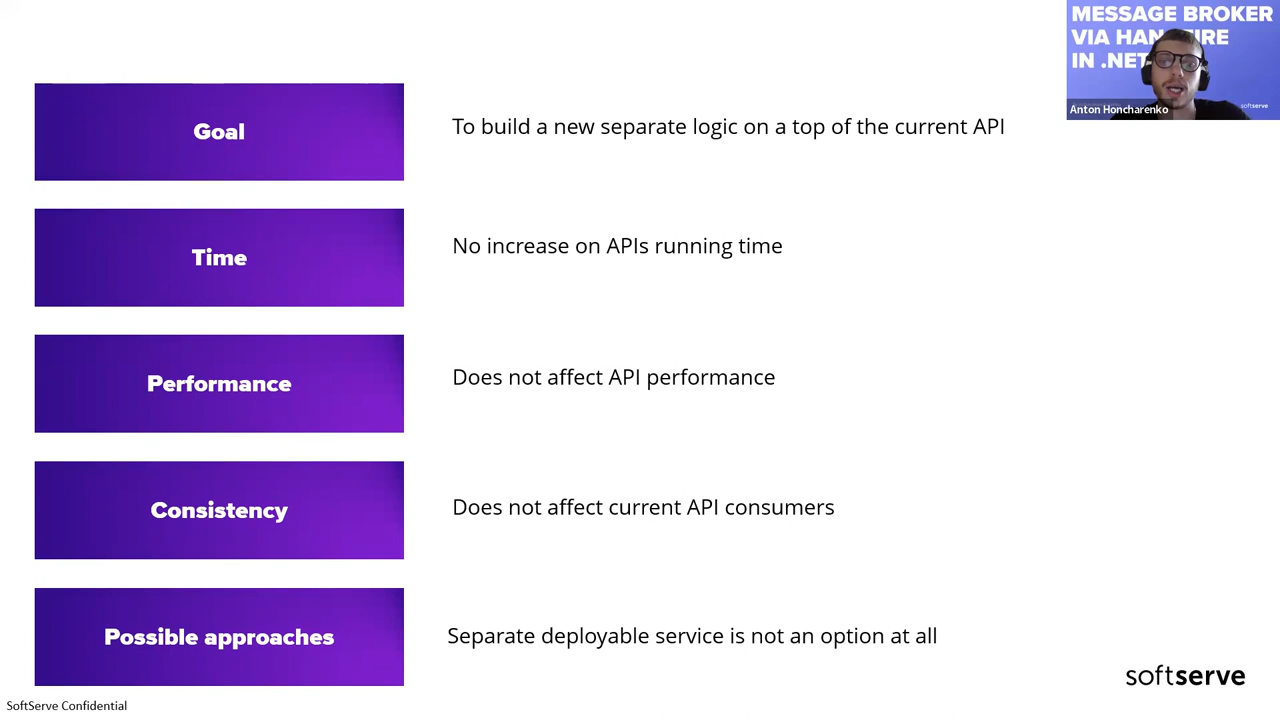 MESSAGE BROKER
VIA HAN FIRE
IN .NET
Anton Honcharenko
softserve
Goal
To build a new separate logic on a top of the current API
Time
No increase on APIs running time
Performance
Does not affect API performance
Consistency
Does not affect current API consumers
Possible approaches
Separate deployable service is not an option at all
softserve
SoftServe Confidential